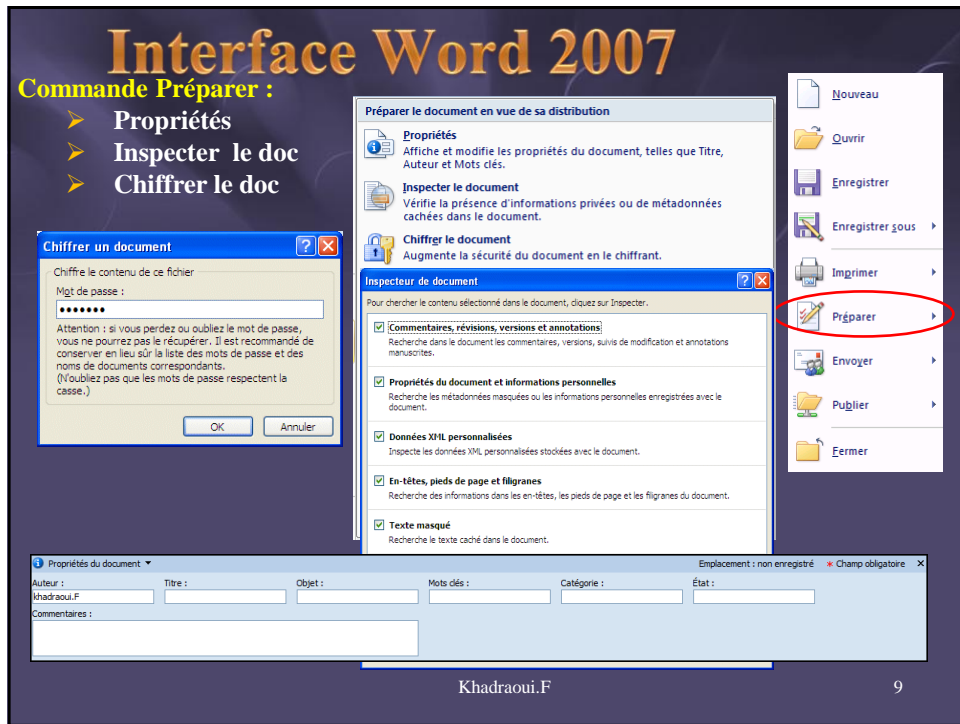 Interface Word 2007
Commande Préparer :
➢ Propriétés
➢ Inspecter le doc
➢ Chiffrer le doc
Chiffrer un document
Chiffre le contenu de ce fichier
Mot de passe :
•••••••
Attention : si vous perdez ou oubliez le mot de passe,
vous ne pourrez pas le récupérer. Il est recommandé de
conserver en lieu sûr la liste des mots de passe et des
noms de documents correspondants.
(N'oubliez pas que les mots de passe respectent la
casse.)
OK
Annuler
Préparer le document en vue de sa distribution
Propriétés
Affiche et modifie les propriétés du document, telles que Titre,
Auteur et Mots clés.
Inspecter le document
Vérifie la présence d'informations privées ou de métadonnées
cachées dans le document.
Chiffrer le document
Augmente la sécurité du document en le chiffrant.
Inspecteur de document
Pour chercher le contenu sélectionné dans le document, cliquez sur Inspecter.
Commentaires, révisions, versions et annotations
Recherche dans le document les commentaires, versions, suivis de modification et annotations
manuscrites.
Propriétés du document et informations personnelles
Recherche les métadonnées masquées ou les informations personnelles enregistrées avec le
document.
Données XML personnalisées
Inspecte les données XML personnalisées stockées avec le document.
En-têtes, pieds de page et filigranes
Recherche des informations dans les en-têtes, les pieds de page et les filigranes du document.
Texte masqué
Recherche le texte caché dans le document.
Nouveau
Ouvrir
Enregistrer
Enregistrer sous
Imprimer
Préparer
Envoyer
Publier
Fermer
Propriétés du document
Emplacement : non enregistré
* Champ obligatoire
Auteur :
Titre :
Objet :
Mots clés :
Catégorie :
État :
khadraoui.F
Commentaires :
Khadraoui.F
9